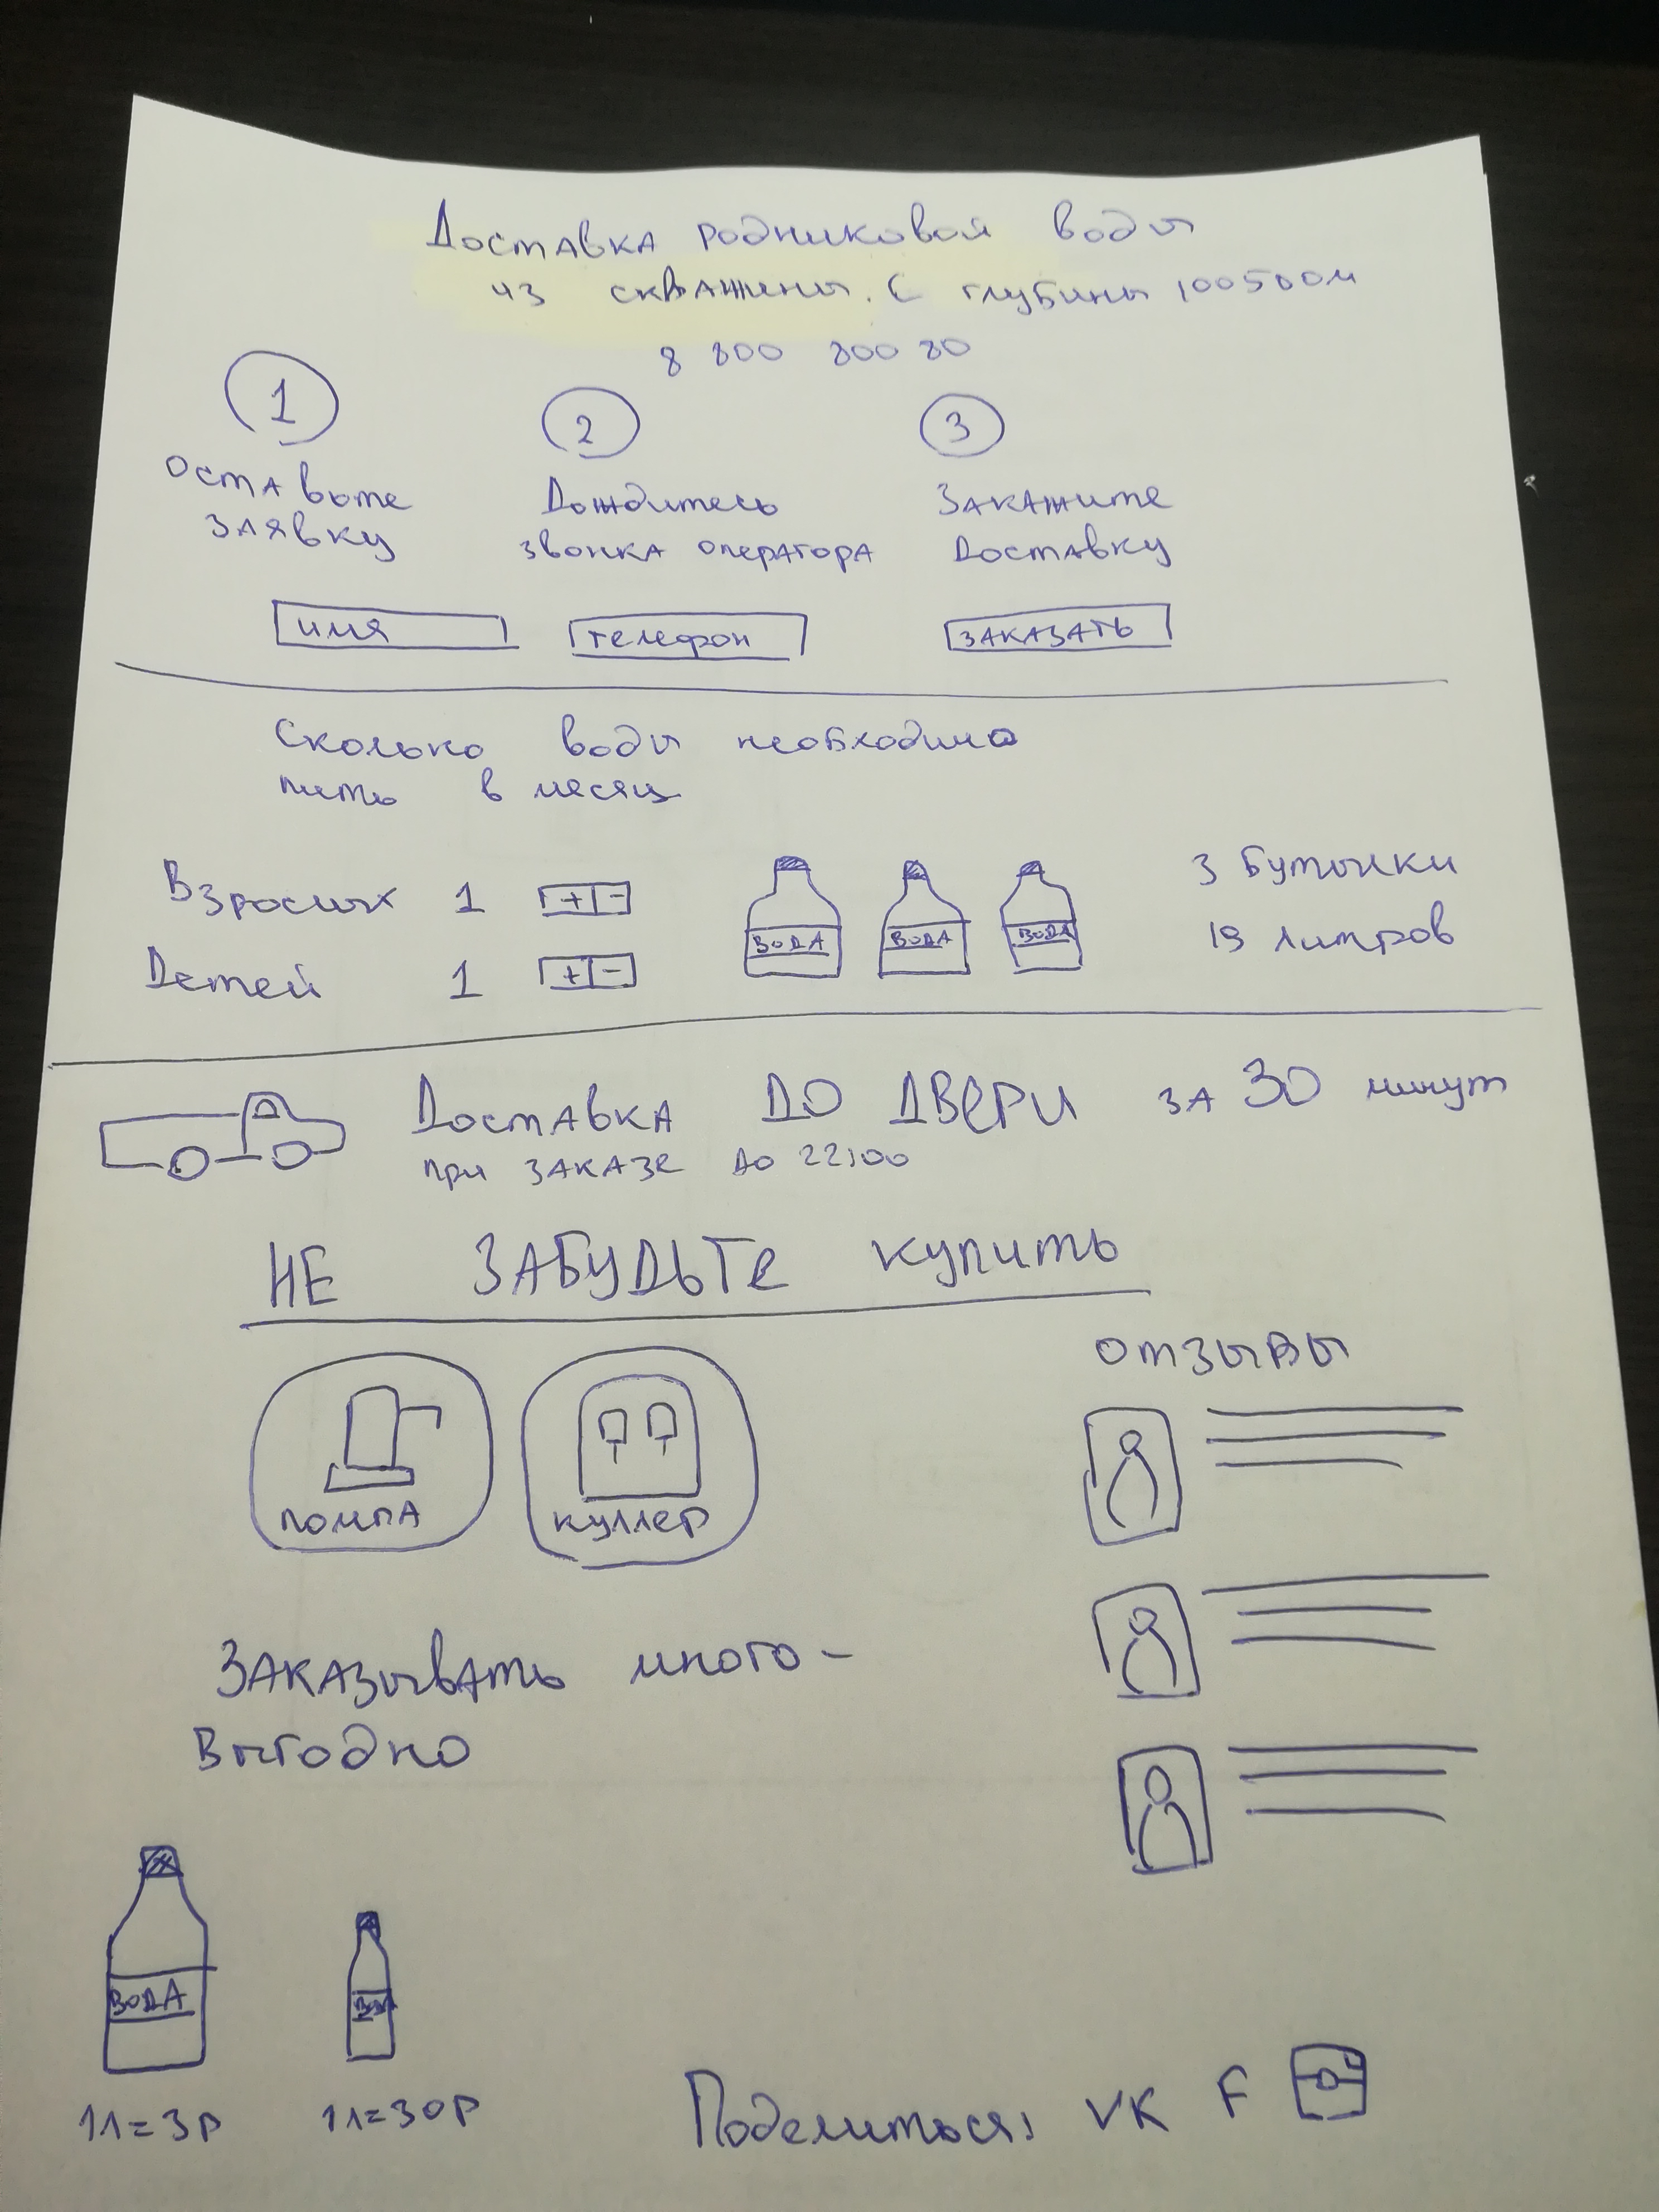 Доставка родниковой воды
из скважины. С глубины 100500м
8 800 800 80
1
Оставьте
заявку
2
Дождитесь
звонка оператора
3
Закажите
доставку
имя
телефон
ЗАКАЗАТЬ
Сколько воды необходимо
пить в месяц
Взрослых 1 + -
Детей 1 + -
ВОДА
ВОДА
ВОДА
3 бутылки
19 литров
Доставка ДО ДВЕРИ за 30 минут
при заказе до 22:00
НЕ ЗАБУДЬТЕ купить
помпа
куллер
отзывы
Заказывать много -
выгодно
ВОДА
1л=3р
ВОДА
1л=30р
Поделиться: VK F